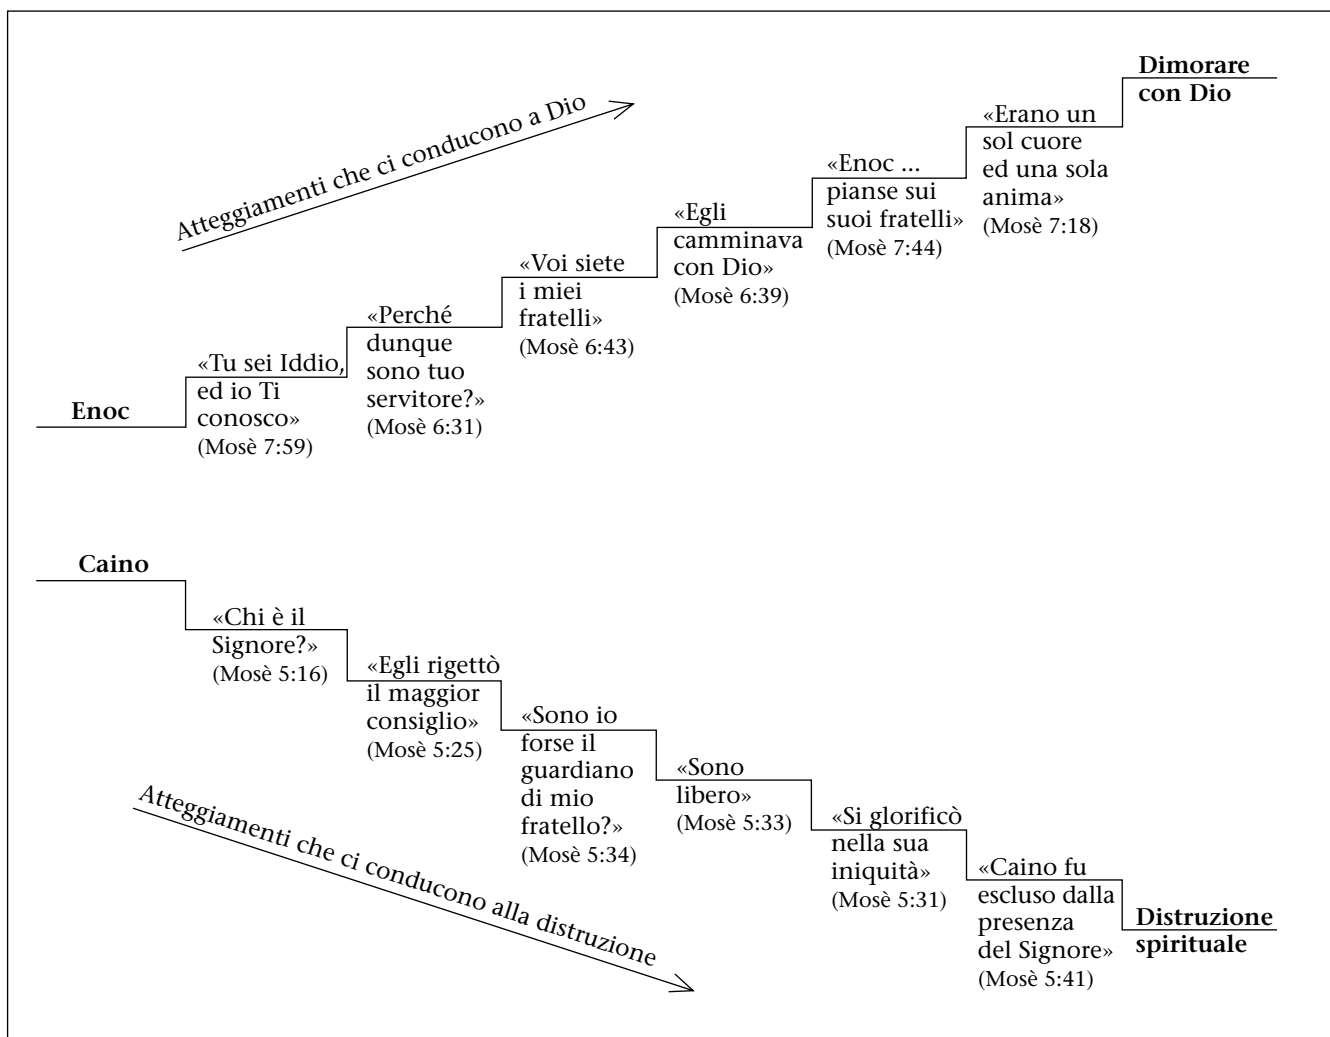 Atteggiamenti che ci conducono a Dio
Enoc
«Tu sei Iddio,
ed io Ti
conosco»
(Mosè 7:59)
«Perché
dunque
sono tuo
servitore?»
(Mosè 6:31)
«Voi siete
i miei
fratelli»
(Mosè 6:43)
«Egli
camminava
con Dio»
(Mosè 6:39)
«Enoc ...
pianse sui
suoi fratelli»
(Mosè 7:44)
«Erano un
sol cuore
ed una sola
anima»
(Mosè 7:18)
Dimorare
con Dio
Caino
«Chi è il
Signore?»
(Mosè 5:16)
«Egli rigettò
il maggior
consiglio»
(Mosè 5:25)
«Sono io
forse il
guardiano
di mio
fratello?»
(Mosè 5:34)
«Sono
libero»
(Mosè 5:33)
«Si glorificò
nella sua
iniquità»
(Mosè 5:31)
«Caino fu
escluso dalla
presenza
del Signore»
(Mosè 5:41)
Distruzione
spirituale
Atteggiamenti che ci conducono alla distruzione